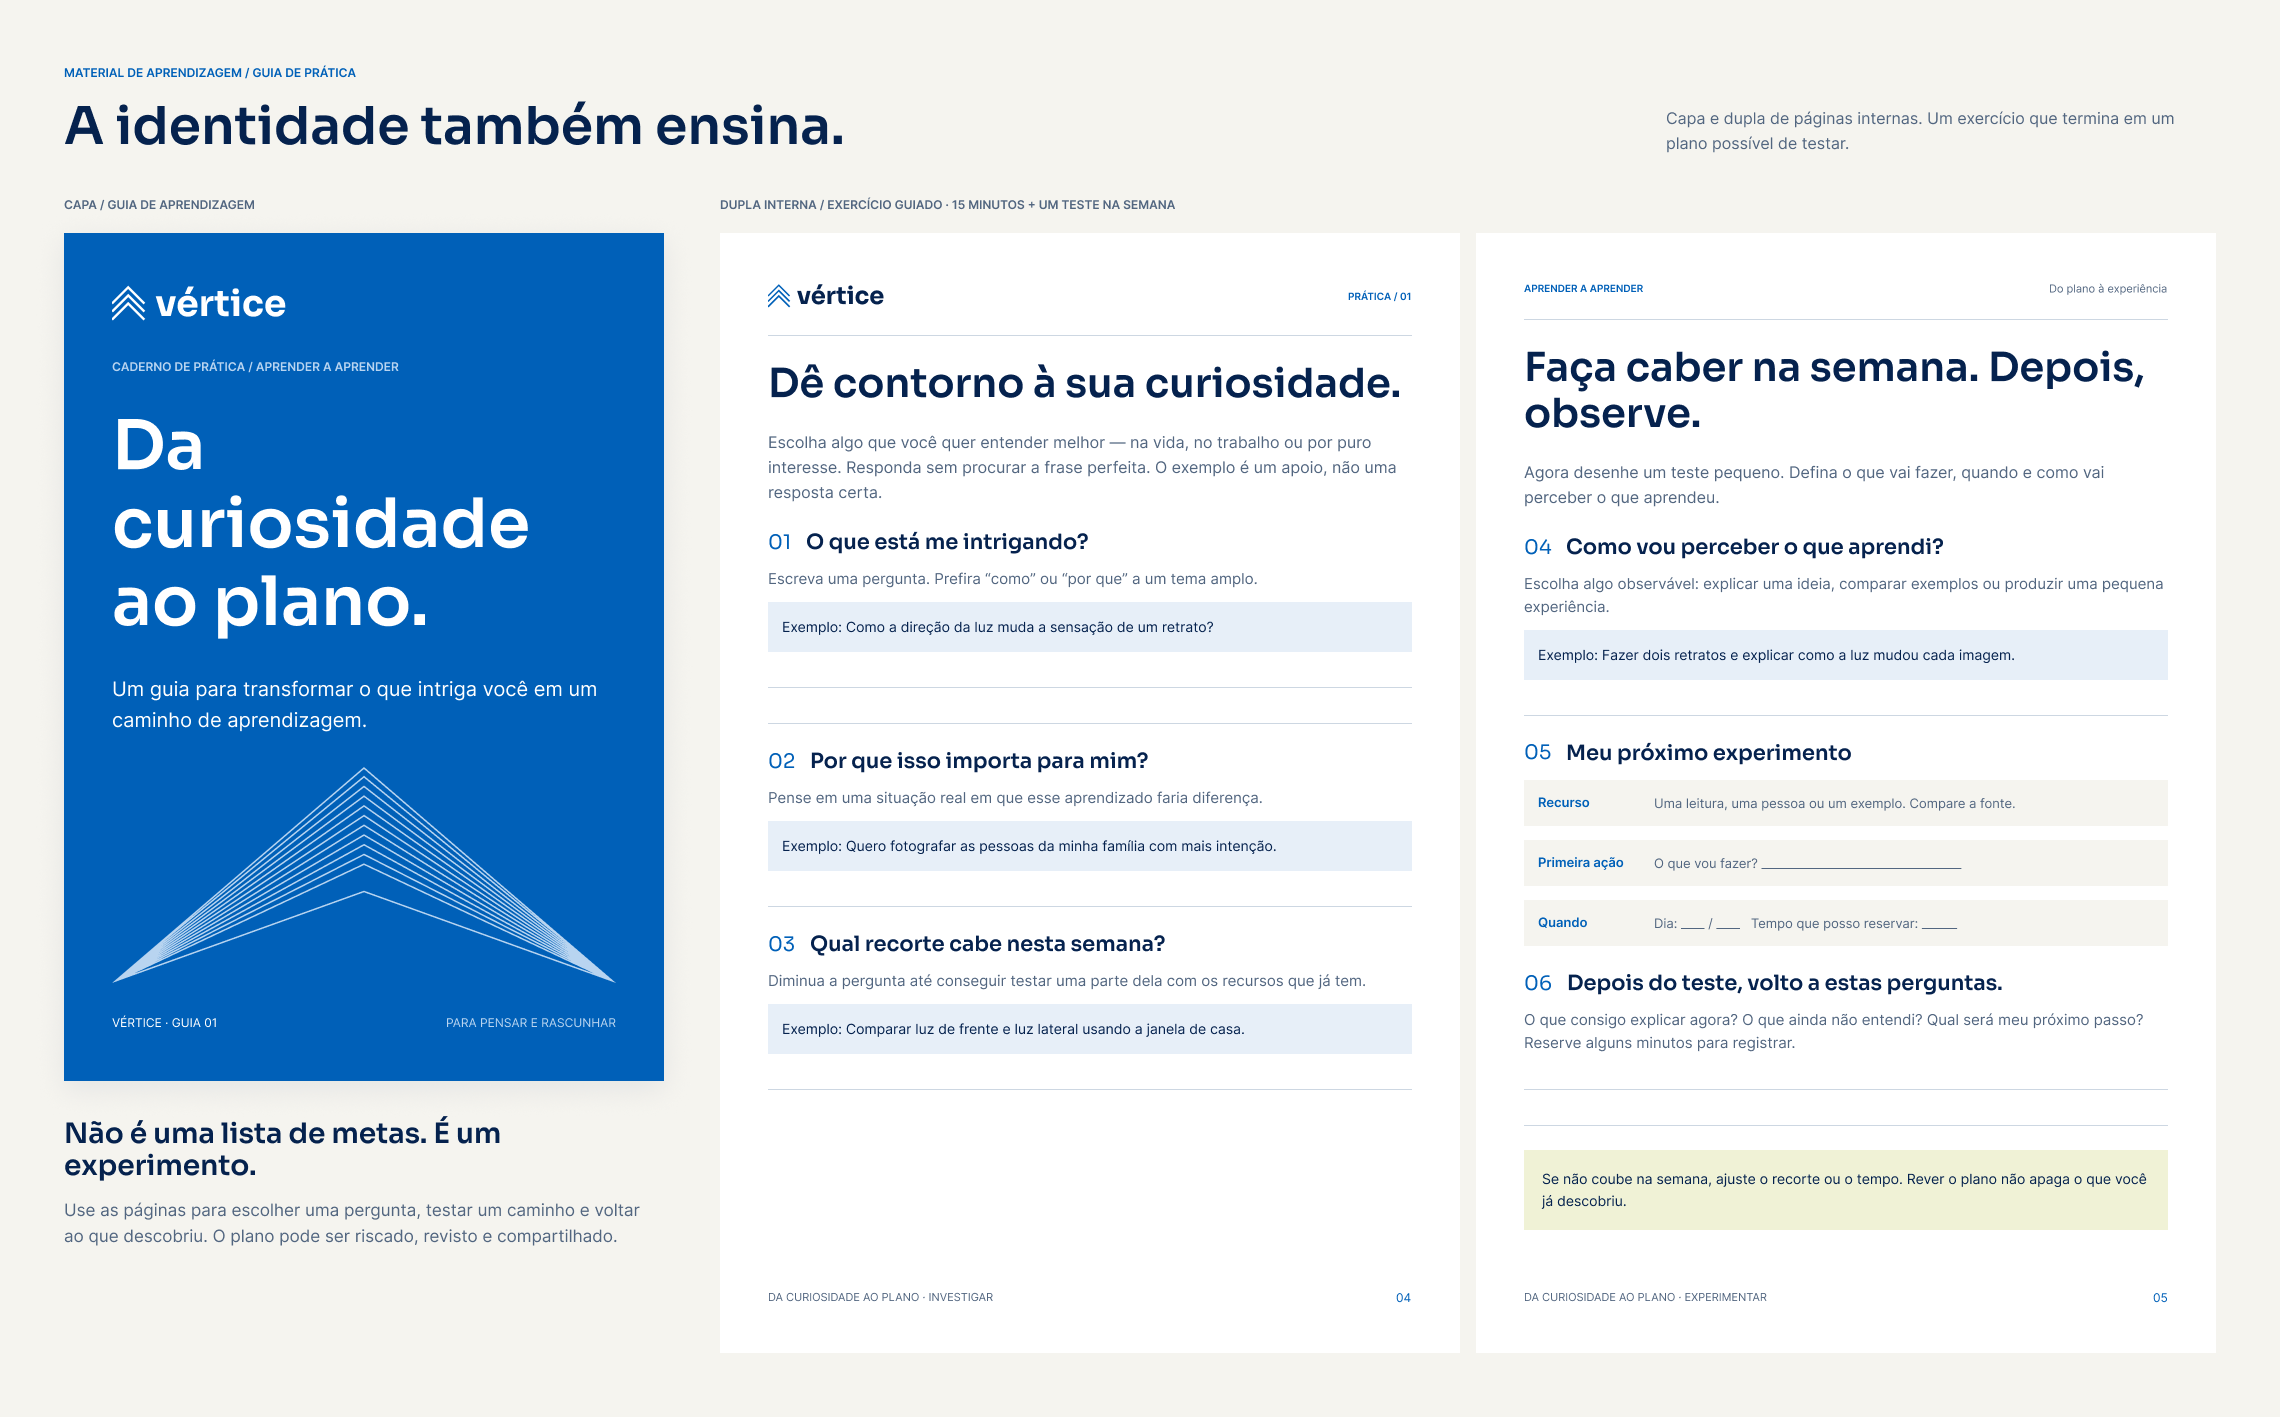 MATERIAL DE APRENDIZAGEM / GUIA DE PRÁTICA
A identidade também ensina.
Capa e dupla de páginas internas. Um exercício que termina em um
plano possível de testar.
CAPA / GUIA DE APRENDIZAGEM
vértice
CADERNO DE PRÁTICA / APRENDER A APRENDER
Da
curiosidade
ao plano.
Um guia para transformar o que intriga você em um
caminho de aprendizagem.
VÉRTICE · GUIA 01
PARA PENSAR E RASCUNHAR
Não é uma lista de metas. É um
experimento.
Use as páginas para escolher uma pergunta, testar um caminho e voltar
ao que descobriu. O plano pode ser riscado, revisto e compartilhado.
DUPLA INTERNA / EXERCÍCIO GUIADO · 15 MINUTOS + UM TESTE NA SEMANA
vértice
PRÁTICA / 01
Dê contorno à sua curiosidade.
Escolha algo que você quer entender melhor — na vida, no trabalho ou por puro
interesse. Responda sem procurar a frase perfeita. O exemplo é um apoio, não uma
resposta certa.
01 O que está me intrigando?
Escreva uma pergunta. Prefira “como” ou “por que” a um tema amplo.
Exemplo: Como a direção da luz muda a sensação de um retrato?
02 Por que isso importa para mim?
Pense em uma situação real em que esse aprendizado faria diferença.
Exemplo: Quero fotografar as pessoas da minha família com mais intenção.
03 Qual recorte cabe nesta semana?
Diminua a pergunta até conseguir testar uma parte dela com os recursos que já tem.
Exemplo: Comparar luz de frente e luz lateral usando a janela de casa.
DA CURIOSIDADE AO PLANO · INVESTIGAR
04
APRENDER A APRENDER
Do plano à experiência
Faça caber na semana. Depois,
observe.
Agora desenhe um teste pequeno. Defina o que vai fazer, quando e como vai
perceber o que aprendeu.
04 Como vou perceber o que aprendi?
Escolha algo observável: explicar uma ideia, comparar exemplos ou produzir uma pequena
experiência.
Exemplo: Fazer dois retratos e explicar como a luz mudou cada imagem.
05 Meu próximo experimento
Recurso Uma leitura, uma pessoa ou um exemplo. Compare a fonte.
Primeira ação O que vou fazer? ____
Quando Dia: ___ / ___ Tempo que posso reservar: ____
06 Depois do teste, volto a estas perguntas.
O que consigo explicar agora? O que ainda não entendi? Qual será meu próximo passo?
Reserve alguns minutos para registrar.
Se não coube na semana, ajuste o recorte ou o tempo. Rever o plano não apaga o que você
já descobriu.
DA CURIOSIDADE AO PLANO · EXPERIMENTAR
05